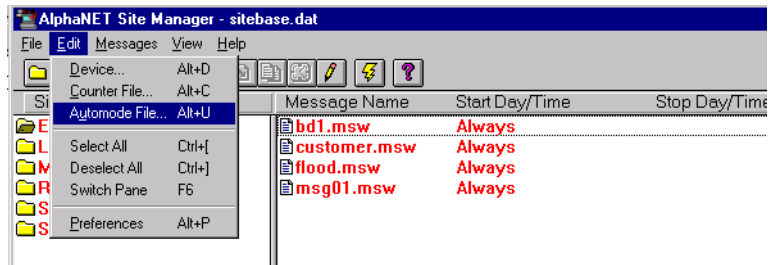 AlphaNET Site Manager - sitebase.dat
File Edit Messages View Help
Device... Alt+D
Counter File... Alt+C
Automode File... Alt+U
Select All Ctrl+[
Deselect All Ctrl+]
Switch Pane F6
Preferences Alt+P
Si
E
L
M
R
S
S
Message Name Start Day/Time Stop Day/Time
bd1.msw Always
customer.msw Always
flood.msw Always
msg01.msw Always